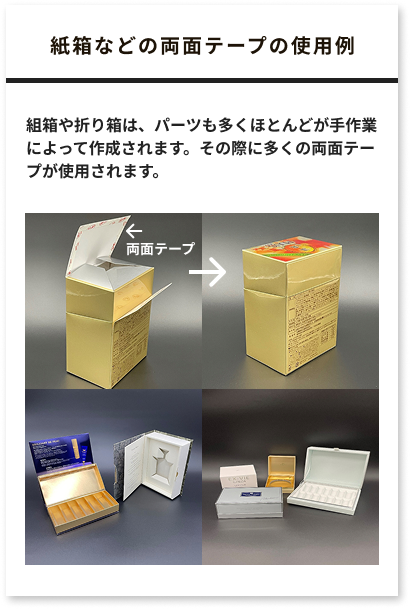 紙箱などの両面テープの使用例
組箱や折り箱は、パーツも多くほとんどが手作業
によって作成されます。その際に多くの両面テー
プが使用されます。
両面テープ